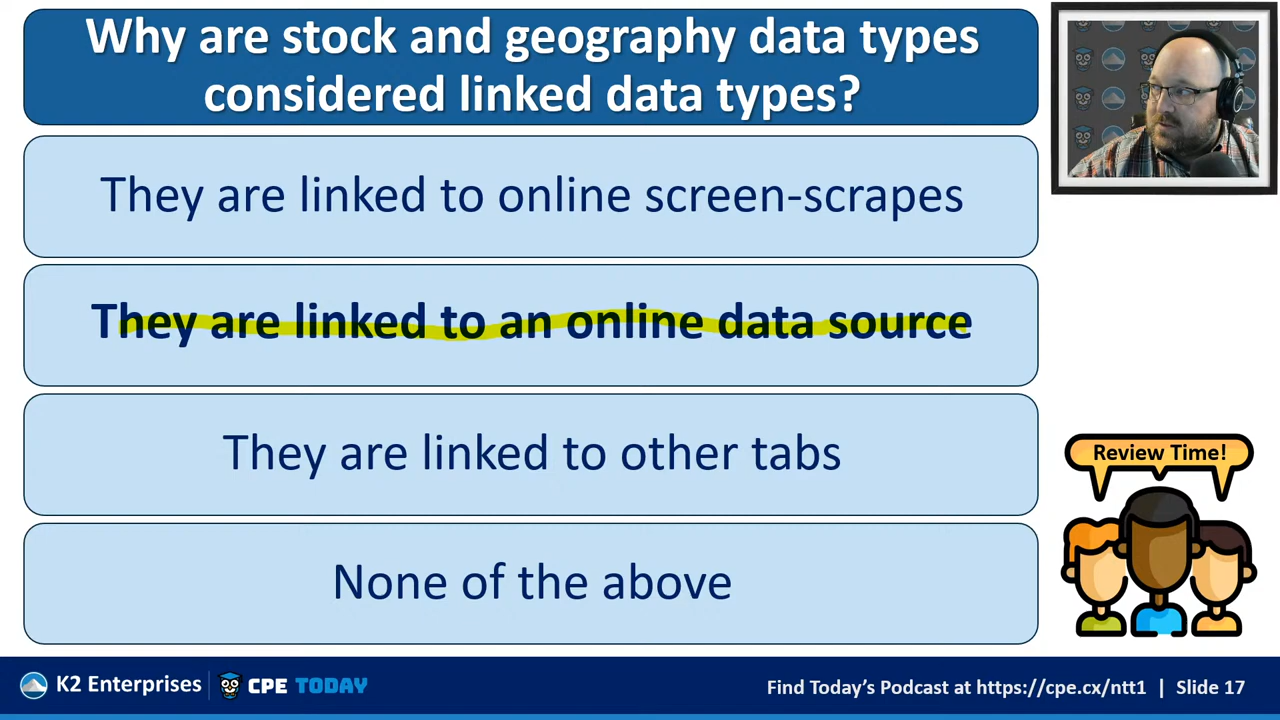 Why are stock and geography data types
considered linked data types?
They are linked to online screen-scrapes
They are linked to an online data source
They are linked to other tabs
None of the above
Review Time!
K2 Enterprises
CPE TODAY
Find Today's Podcast at https://cpe.cx/ntt1 | Slide 17